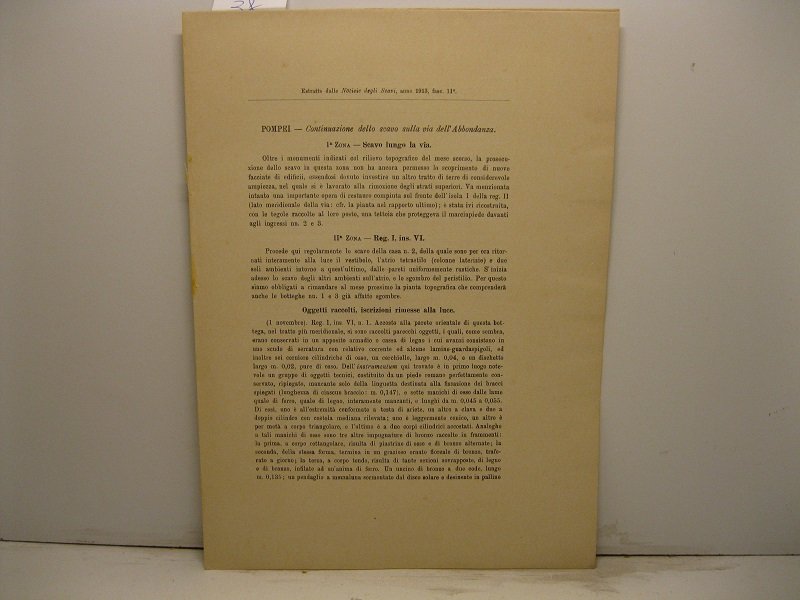 38
Estratto dalle Notizie degli Scavi, anno 1913, fasc. 11°.
POMPEI — Continuazione dello scavo sulla via dell'Abbondanza.
Iª ZONA — Scavo lungo la via.
Oltre i monumenti indicati col rilievo topografico del mese scorso, la prosecu-
zione dello scavo in questa zona non ha ancora permesso lo scoprimento di nuove
facciate di edificii, essendosi dovuto investire un altro tratto di terre di considerevole
ampiezza, nel quale si è lavorato alla rimozione degli strati superiori. Va menzionata
intanto una importante opera di restauro compiuta sul fronte dell'isola I della reg. II
(lato meridionale della via: cfr. la pianta nel rapporto ultimo); è stata ivi ricostruita,
con le tegole raccolte al loro posto, una tettoia che proteggeva il marciapiede davanti
agli ingressi nn. 2 e 3.
IIª ZONA — Reg. I, ins. VI.
Procede qui regolarmente lo scavo della casa n. 2, della quale sono per ora ritor-
nati interamente alla luce il vestibolo, l'atrio tetrastilo (colonne laterizie) e due
soli ambienti intorno a quest'ultimo, dalle pareti uniformemente rustiche. S'inizia
adesso lo scavo degli altri ambienti sull'atrio, e lo sgombro del peristilio. Per questo
siamo obbligati a rimandare al mese prossimo la pianta topografica che comprenderà
anche le botteghe nn. 1 e 3 già affatto sgombre.
Oggetti raccolti, iscrizioni rimesse alla luce.
(1 novembre). Reg. I, ins. VI, n. 1. Accosto alla parete orientale di questa bot-
tega, nel tratto più meridionale, si sono raccolti parecchi oggetti, i quali, come sembra,
erano conservati in un apposito armadio o cassa di legno i cui avanzi consistono in
uno scudo di serratura con relativo corrente ed alcune lamine-guardaspigoli, ed
inoltre sei cerniere cilindriche di osso, un cerchiello, largo m. 0,04, e un dischetto
largo m. 0,02, pure di osso. Dell'instrumentum qui trovato è in primo luogo note-
vole un gruppo di oggetti tecnici, costituito da un piede romano perfettamente con-
servato, ripiegato, mancante solo della linguetta destinata alla fissazione dei bracci
spiegati (lunghezza di ciascun braccio: m. 0,147), e sette manichi di osso dalle lame
quale di ferro, quale di legno, interamente mancanti, e lunghi da m. 0,045 a 0,055.
Di essi, uno è all'estremità conformato a testa di ariete, un altro a clava e due a
doppio cilindro con costola mediana rilevata; uno è leggermente conico, un altro è
per metà a corpo triangolare, e l'ultimo è a due corpi cilindrici accostati. Analoghe
a tali manichi di osso sono tre altre impugnature di bronzo raccolte in frammenti:
la prima, a corpo rettangolare, risulta di piastrine di osso e di bronzo alternate; la
seconda, della stessa forma, termina in un grazioso ornato floreale di bronzo, trafo-
rato a giorno; la terza, a corpo tondo, risulta di tante sezioni sovrapposte, di legno
e di bronzo, infilate ad un'anima di ferro. Un uncino di bronzo a due code, lungo
m. 0,135; un pendaglio a menaluna sormontato dal disco solare e desinente in palline